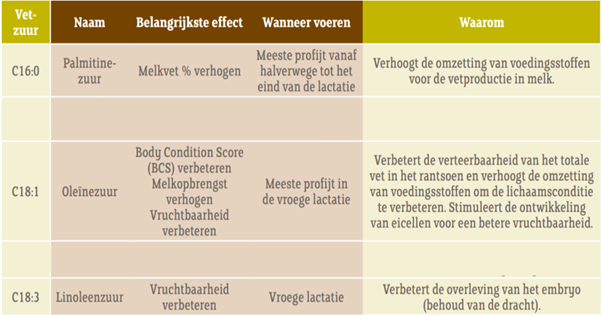 Vet-
zuur
Naam
Belangrijkste effect
Wanneer voeren
Waarom
C16:0
Palmitine-
zuur
Melkvet % verhogen
Meeste profijt vanaf
halverwege tot het
eind van de lactatie
Verhoogt de omzetting van voedingsstoffen
voor de vetproductie in melk.
C18:1
Oleïnezuur
Body Condition Score
(BCS) verbeteren
Melkopbrengst
verhogen
Vruchtbaarheid
verbeteren
Meeste profijt in
de vroege lactatie
Verbetert de verteerbaarheid van het totale
vet in het rantsoen en verhoogt de omzetting
van voedingsstoffen om de lichaamsconditie
te verbeteren. Stimuleert de ontwikkeling
van eicellen voor een betere vruchtbaarheid.
C18:3
Linoleenzuur
Vruchtbaarheid
verbeteren
Vroege lactatie
Verbetert de overleving van het embryo
(behoud van de dracht).